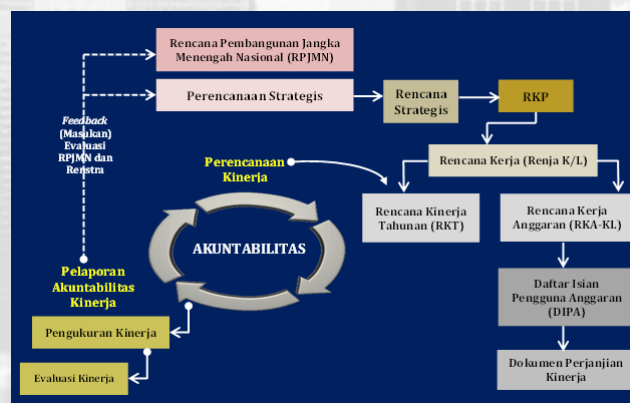 Rencana Pembangunan Jangka
Menengah Nasional (RPJMN)
Perencanaan Strategis
Rencana
Strategis
RKP
Feedback
(Masukan)
Evaluasi
RPJMN dan
Renstra
Perencanaan
Kinerja
Rencana Kerja (Renja K/L)
Rencana Kinerja
Tahunan (RKT)
Rencana Kerja
Anggaran (RKA-KL)
AKUNTABILITAS
Pelaporan
Akuntabilitas
Kinerja
Daftar Isian
Pengguna Anggaran
(DIPA)
Pengukuran Kinerja
Evaluasi Kinerja
Dokumen Perjanjian
Kinerja